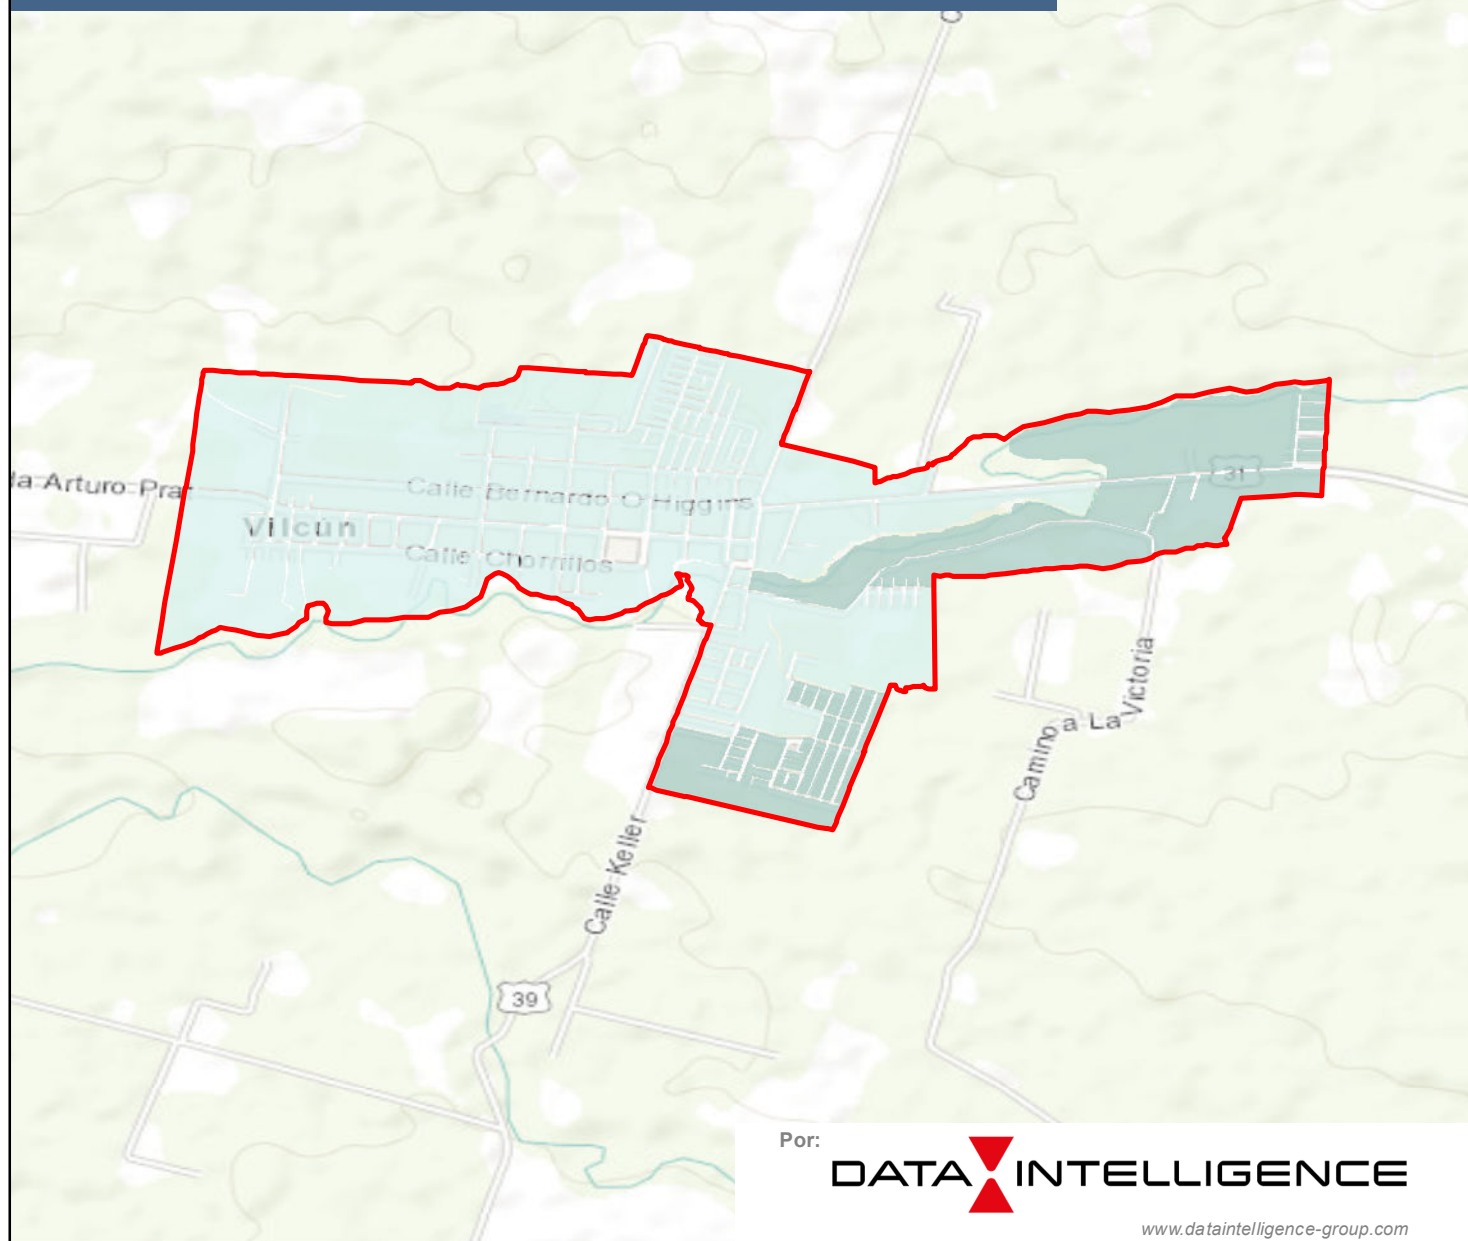 da Arturo Prat
Calle Bernardo O'Higgins
31
Vilcún
Calle Chorrillos
Camino a La Victoria
Calle Keller
39
Por:
DATA INTELLIGENCE
www.dataintelligence-group.com